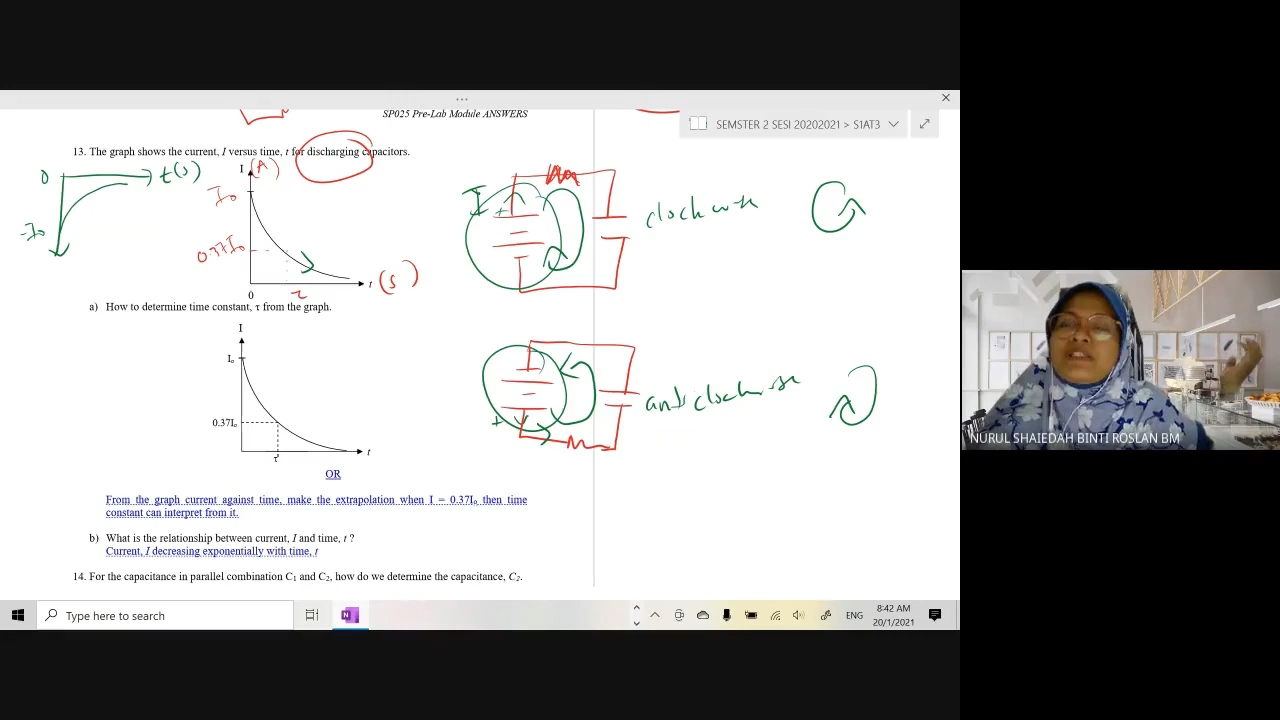 SP025 Pre-Lab Module ANSWERS
SEMSTER 2 SESI 20202021 > S1AT3
13. The graph shows the current, I versus time, t for discharging capacitors.
0
t(s)
-I₀
I (A)
I₀
0.37I₀
0
τ
t (s)
I
+
clockwise
a) How to determine time constant, τ from the graph.
I
Iₒ
0.37Iₒ
τ
t
+
anticlockwise
OR
From the graph current against time, make the extrapolation when I = 0.37Iₒ then time
constant can interpret from it.
b) What is the relationship between current, I and time, t ?
Current, I decreasing exponentially with time, t
14. For the capacitance in parallel combination C₁ and C₂, how do we determine the capacitance, C₂.
NURUL SHAIEDAH BINTI ROSLAN BM
Type here to search
N
ENG
8:42 AM
20/1/2021